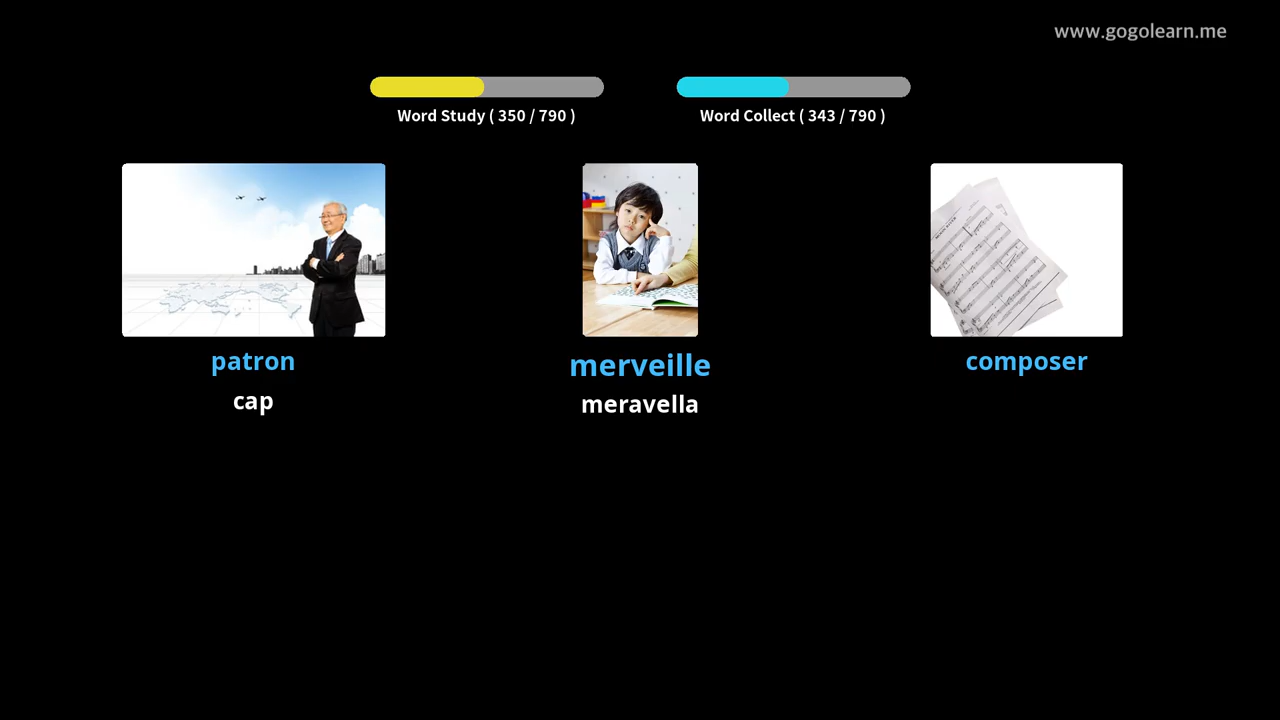 www.gogolearn.me
Word Study ( 350 / 790 )
Word Collect ( 343 / 790 )
patron
merveille
composer
cap
meravella